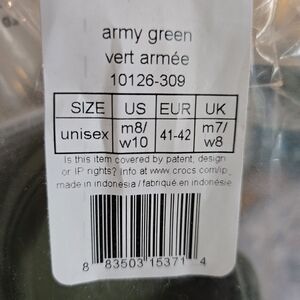 army green
vert armée
10126-309
SIZE US EUR UK
unisex m8/ w10 41-42 m7/ w8
Is this item covered by patent, design
or IP rights? info at www.crocs.com/ip
made in indonesia / fabriqué en indonésie
8 83503 15371 4